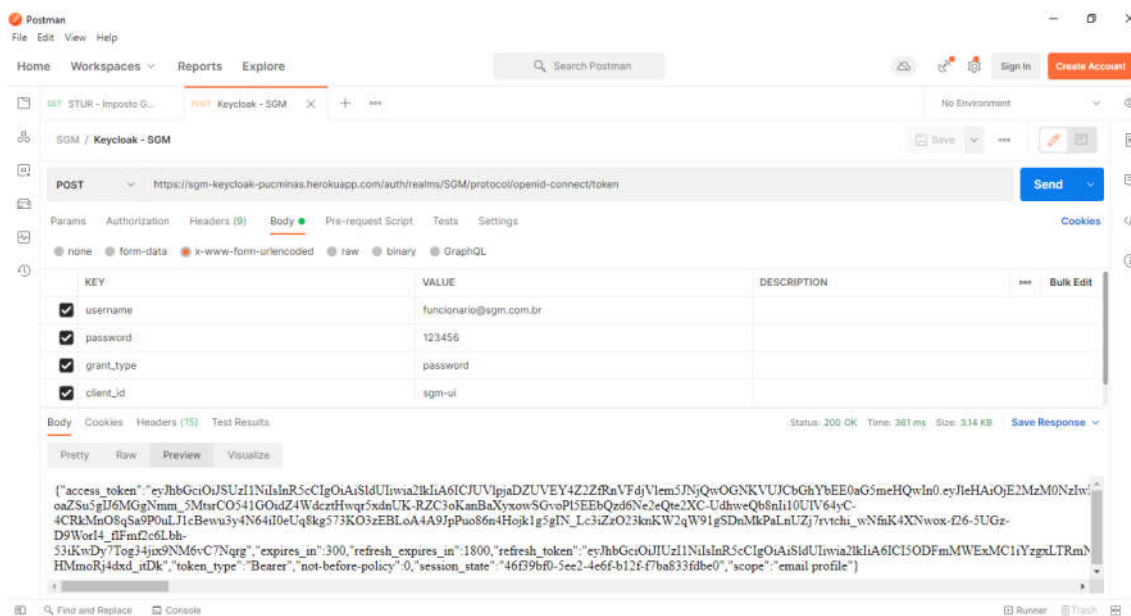 Postman
File Edit View Help
Home Workspaces Reports Explore Search Postman Sign In Create Account
GET STUR - Imposto G... POST Keycloak - SGM No Environment
SGM / Keycloak - SGM Save
POST https://sgm-keycloak-pucminas.herokuapp.com/auth/realms/SGM/protocol/openid-connect/token Send
Params Authorization Headers (9) Body Pre-request Script Tests Settings Cookies
none form-data x-www-form-urlencoded raw binary GraphQL
KEY VALUE DESCRIPTION Bulk Edit
username funcionario@sgm.com.br
password 123456
grant_type password
client_id sgm-ui
Body Cookies Headers (15) Test Results Status: 200 OK Time: 361 ms Size: 3.14 KB Save Response
Pretty Raw Preview Visualize
{"access_token":
"expires_in":300,"refresh_expires_in":1800,"refresh_token":
"token_type":"Bearer","not-before-policy":0,"session_state":"46f39bf0-5ee2-4e6f-b12f-f7ba833fdbe0","scope":"email profile"}
Find and Replace Console Runner Trash